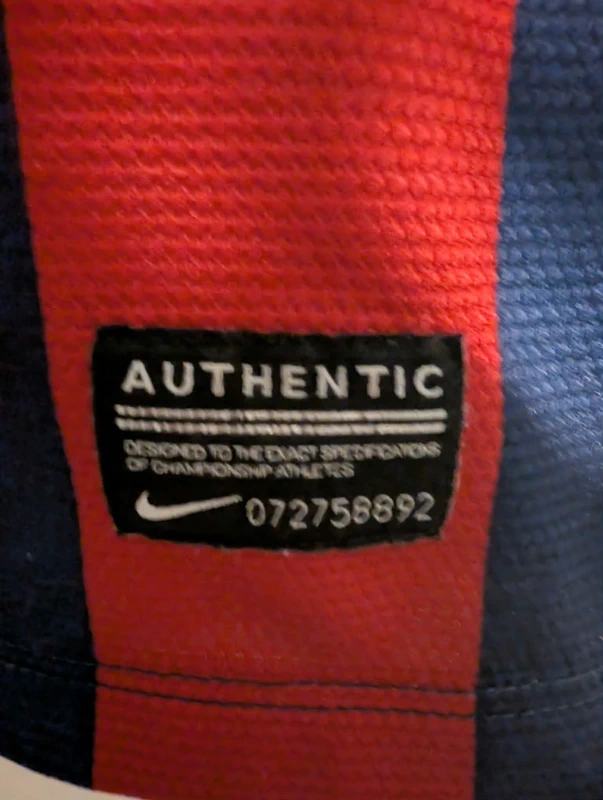 AUTHENTIC
DESIGNED TO THE EXACT SPECIFICATIONS
OF CHAMPIONSHIP ATHLETES
072758892